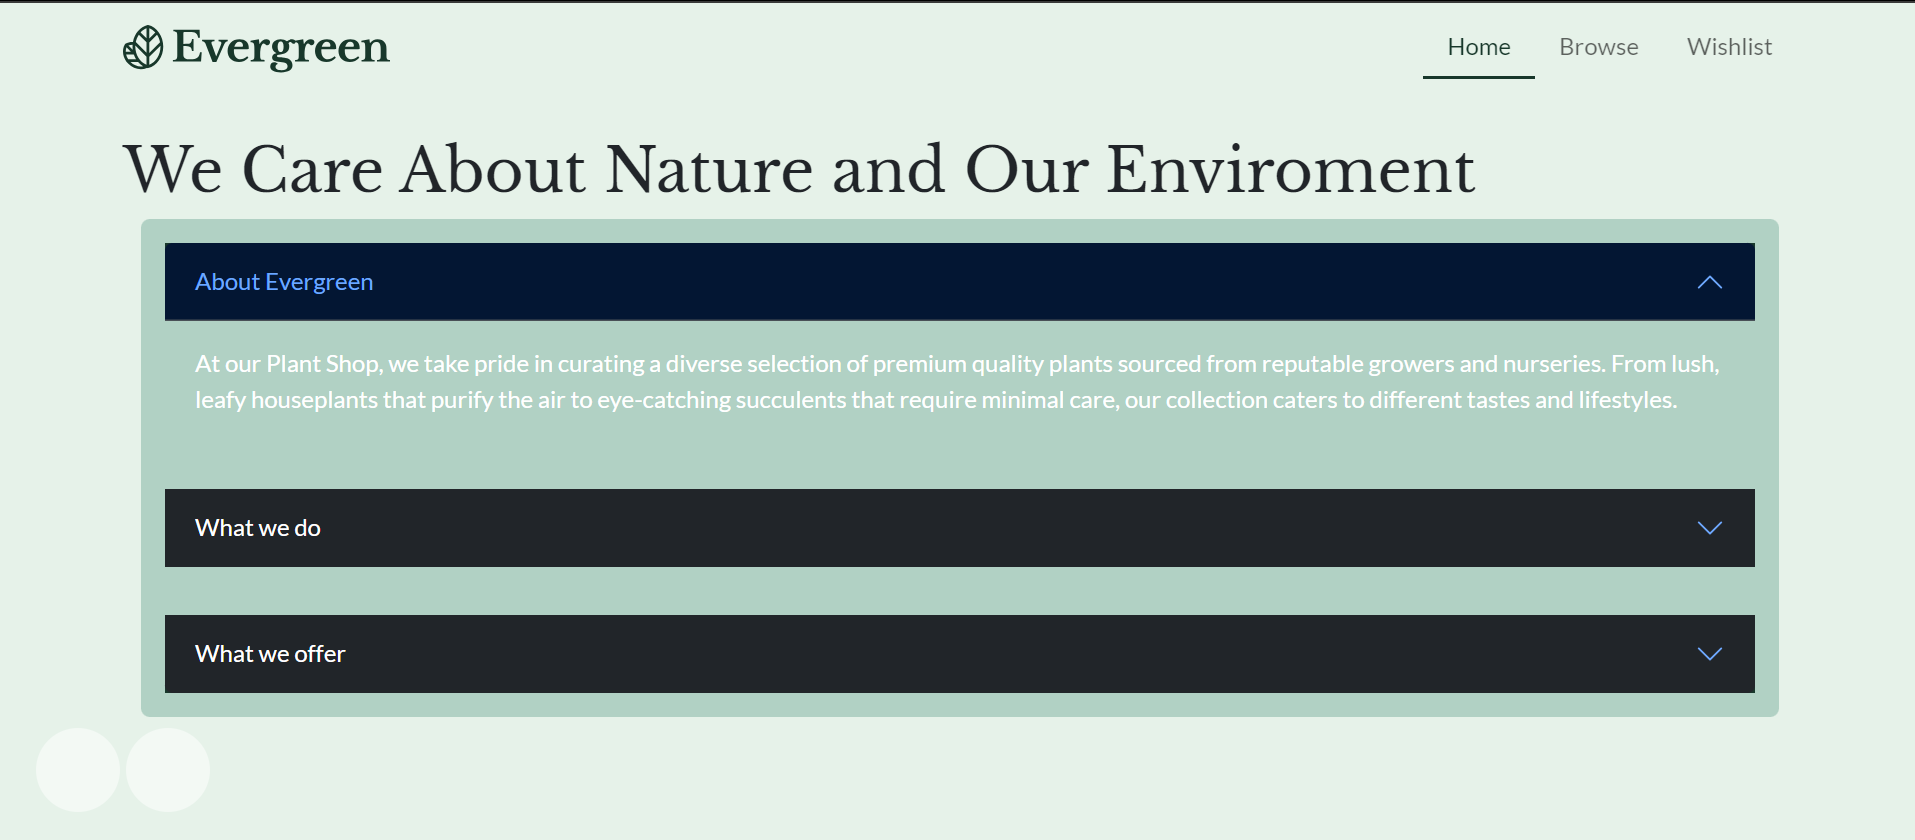 Evergreen
Home Browse Wishlist
We Care About Nature and Our Enviroment
About Evergreen
At our Plant Shop, we take pride in curating a diverse selection of premium quality plants sourced from reputable growers and nurseries. From lush,
leafy houseplants that purify the air to eye-catching succulents that require minimal care, our collection caters to different tastes and lifestyles.
What we do
What we offer